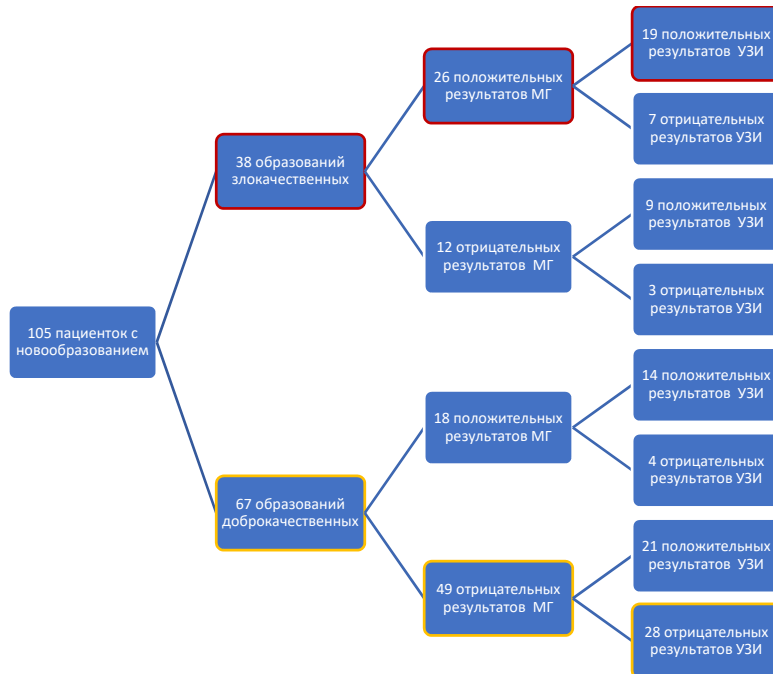 105 пациенток с
новообразованием
38 образований
злокачественных
67 образований
доброкачественных
26 положительных
результатов МГ
12 отрицательных
результатов МГ
18 положительных
результатов МГ
49 отрицательных
результатов МГ
19 положительных
результатов УЗИ
7 отрицательных
результатов УЗИ
9 положительных
результатов УЗИ
3 отрицательных
результатов УЗИ
14 положительных
результатов УЗИ
4 отрицательных
результатов УЗИ
21 положительных
результатов УЗИ
28 отрицательных
результатов УЗИ